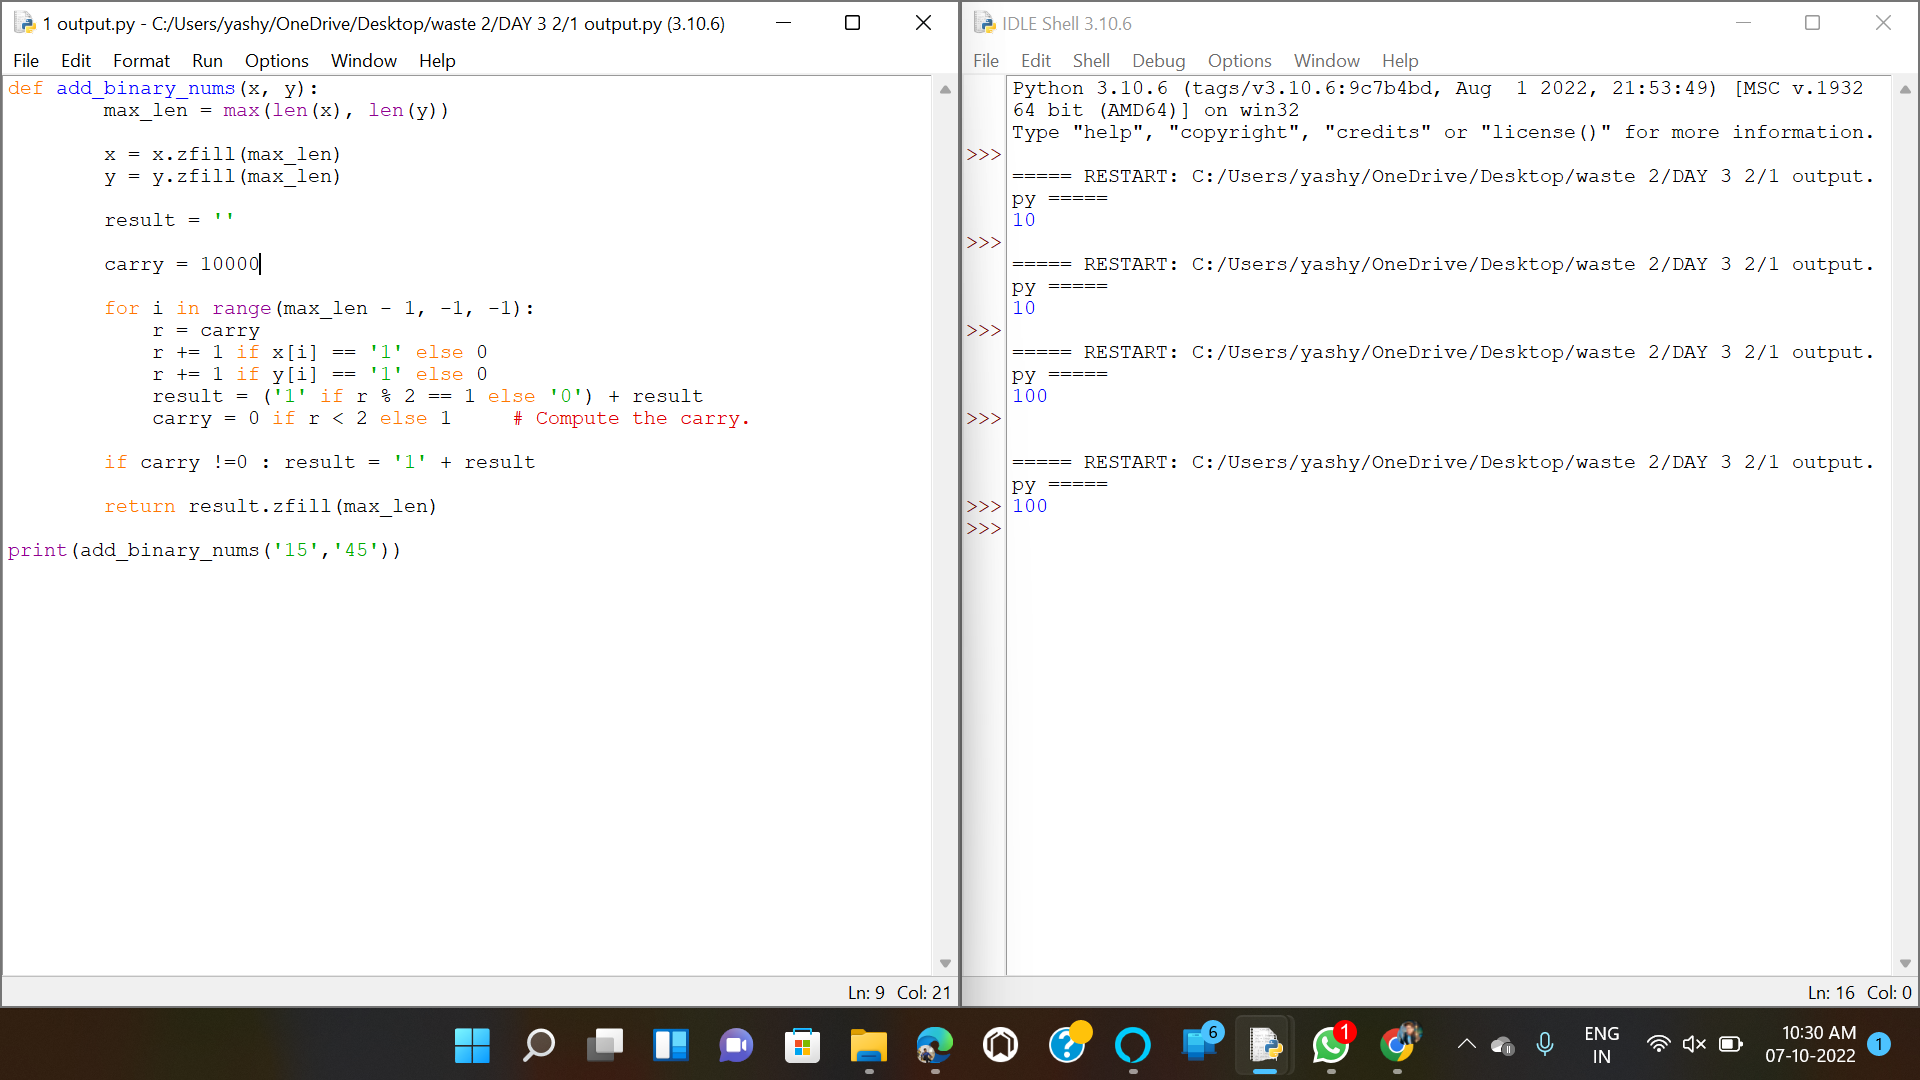 1 output.py - C:/Users/yashy/OneDrive/Desktop/waste 2/DAY 3 2/1 output.py (3.10.6)
File Edit Format Run Options Window Help
def add_binary_nums(x, y):
        max_len = max(len(x), len(y))

        x = x.zfill(max_len)
        y = y.zfill(max_len)

        result = ''

        carry = 10000

        for i in range(max_len - 1, -1, -1):
            r = carry
            r += 1 if x[i] == '1' else 0
            r += 1 if y[i] == '1' else 0
            result = ('1' if r % 2 == 1 else '0') + result
            carry = 0 if r < 2 else 1     # Compute the carry.

        if carry !=0 : result = '1' + result

        return result.zfill(max_len)

print(add_binary_nums('15','45'))
Ln: 9 Col: 21
IDLE Shell 3.10.6
File Edit Shell Debug Options Window Help
Python 3.10.6 (tags/v3.10.6:9c7b4bd, Aug  1 2022, 21:53:49) [MSC v.1932
64 bit (AMD64)] on win32
Type "help", "copyright", "credits" or "license()" for more information.
>>>
===== RESTART: C:/Users/yashy/OneDrive/Desktop/waste 2/DAY 3 2/1 output.
py =====
10
>>>
===== RESTART: C:/Users/yashy/OneDrive/Desktop/waste 2/DAY 3 2/1 output.
py =====
10
>>>
===== RESTART: C:/Users/yashy/OneDrive/Desktop/waste 2/DAY 3 2/1 output.
py =====
100
>>>
===== RESTART: C:/Users/yashy/OneDrive/Desktop/waste 2/DAY 3 2/1 output.
py =====
>>> 100
>>>
Ln: 16 Col: 0
6
1
ENG
IN
10:30 AM
07-10-2022
1